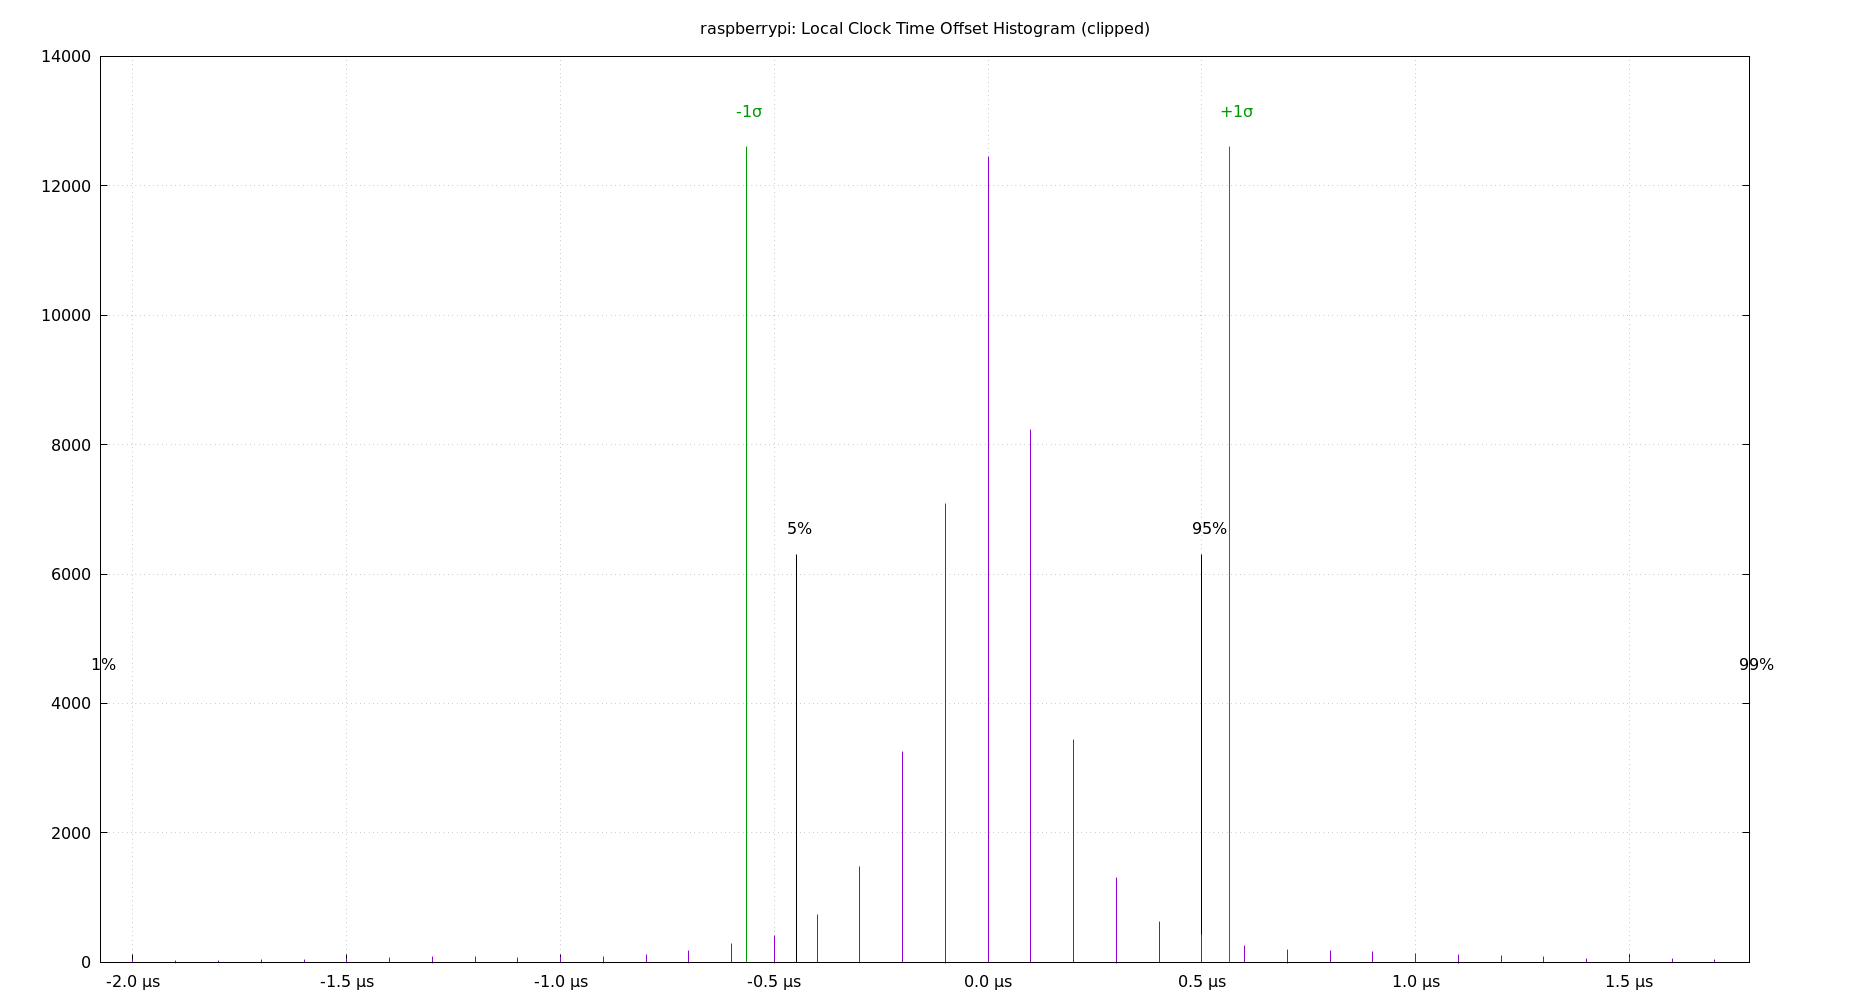 raspberrypi: Local Clock Time Offset Histogram (clipped)
14000
-1σ
+1σ
12000
10000
8000
5%
95%
6000
1%
99%
4000
2000
0
-2.0 µs
-1.5 µs
-1.0 µs
-0.5 µs
0.0 µs
0.5 µs
1.0 µs
1.5 µs